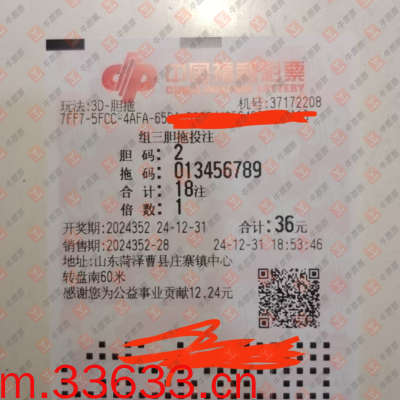 中国福利彩票
玩法:3D-胆拖 机号:37172208
7FF7-5FCC-4AFA-65
组三胆拖投注
胆 码: 2
拖 码: 013456789
合 计: 18注
倍 数: 1
开奖期:2024352 24-12-31 合计:36元
销售期:2024352-28 24-12-31 18:53:46
地址:山东菏泽曹县庄寨镇中心
转盘南60米
感谢您为公益事业贡献12.24元
m.33633.cn